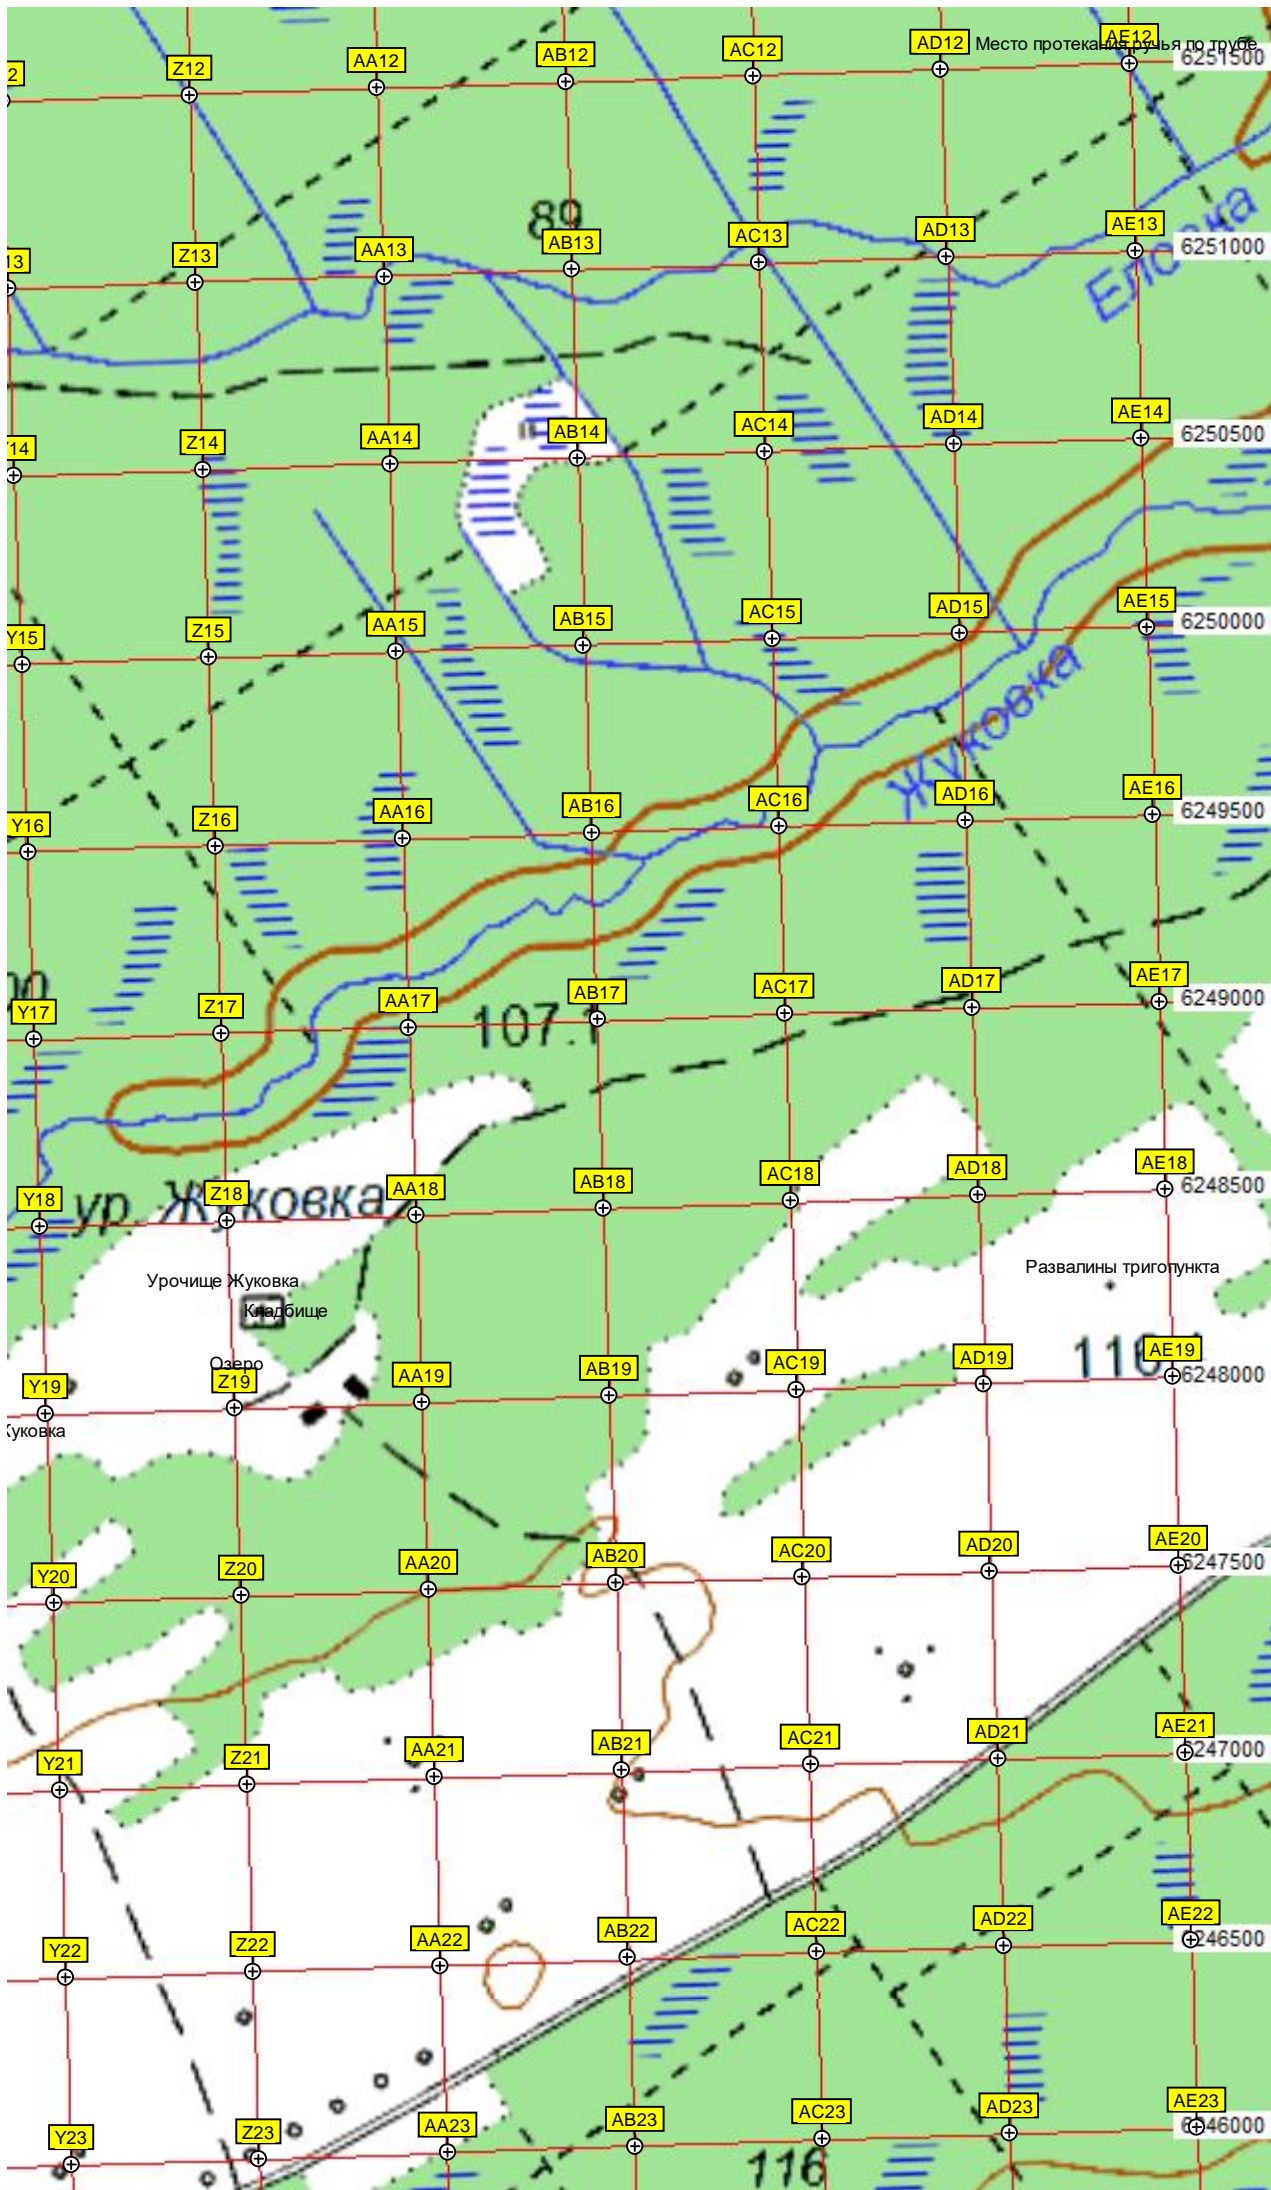 Место протекания ручья по трубе
2 Z12 AA12 AB12 AC12 AD12 AE12 6251500
89
Еловка
13 Z13 AA13 AB13 AC13 AD13 AE13 6251000
14 Z14 AA14 AB14 AC14 AD14 AE14 6250500
Y15 Z15 AA15 AB15 AC15 AD15 AE15 6250000
Жуковка
Y16 Z16 AA16 AB16 AC16 AD16 AE16 6249500
Y17 Z17 AA17 AB17 AC17 AD17 AE17 6249000
107.1
Y18 Z18 AA18 AB18 AC18 AD18 AE18 6248500
ур. Жуковка
Урочище Жуковка
Развалины тригопункта
Кладбище
Озеро
Y19 Z19 AA19 AB19 AC19 AD19 AE19 6248000
Жуковка
Y20 Z20 AA20 AB20 AC20 AD20 AE20 6247500
Y21 Z21 AA21 AB21 AC21 AD21 AE21 6247000
Y22 Z22 AA22 AB22 AC22 AD22 AE22 6246500
Y23 Z23 AA23 AB23 AC23 AD23 AE23 6246000
116